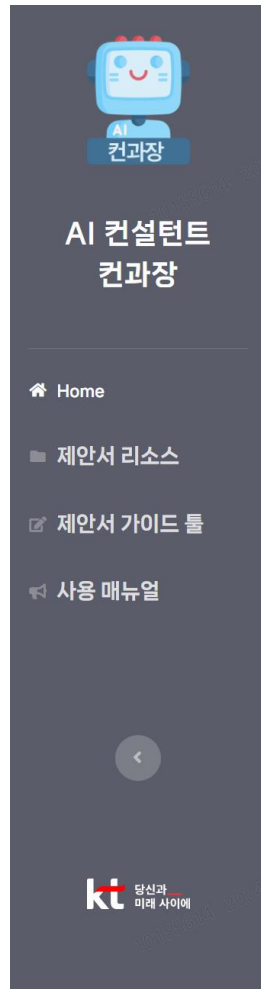 AI
컨과장
AI 컨설턴트
컨과장
Home
제안서 리소스
제안서 가이드 툴
사용 매뉴얼
kt 당신과
미래 사이에